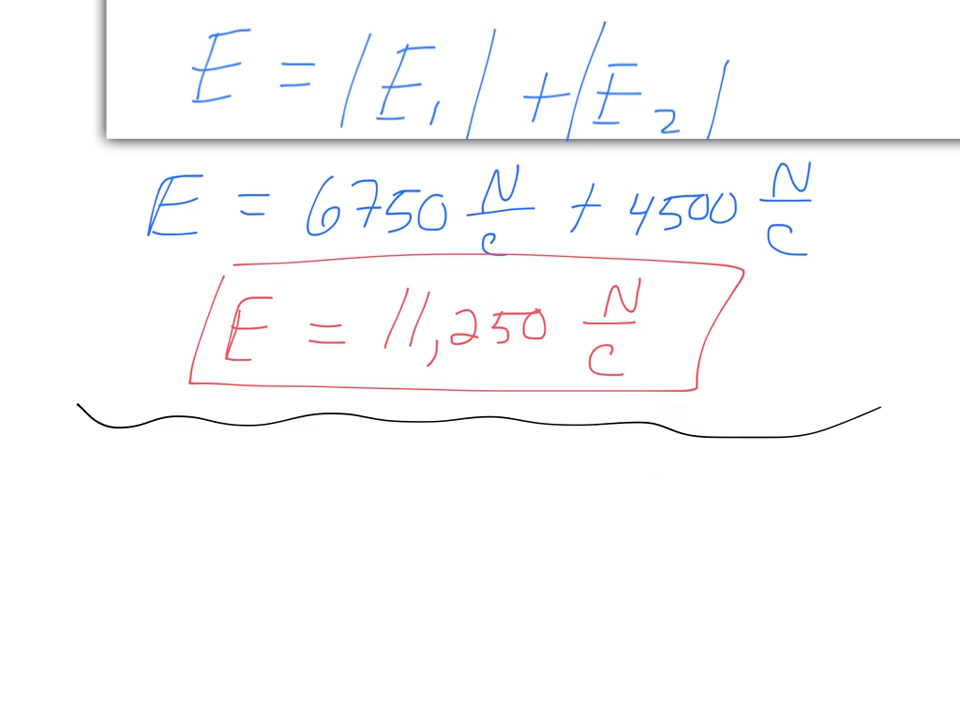 E = |E₁| + |E₂|
E = 6750 N/C + 4500 N/C
E = 11,250 N/C